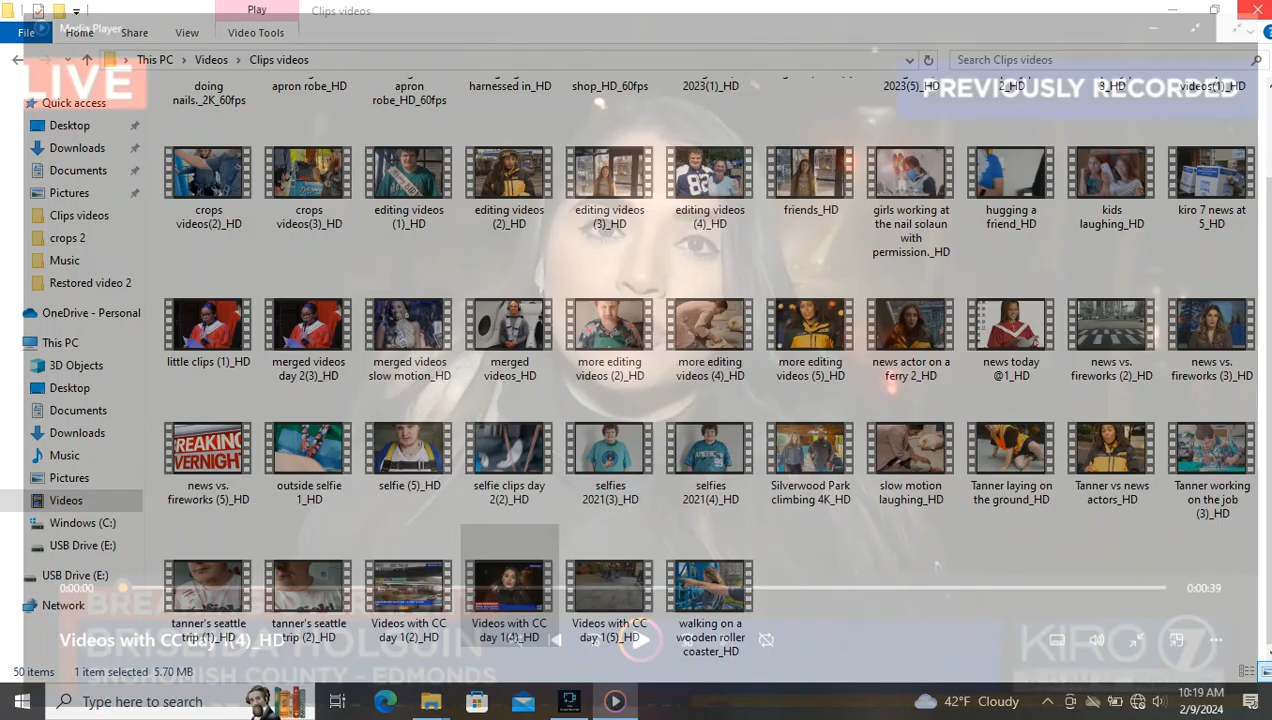 Play
Clips videos
Media Player
File
Home
Share
View
Video Tools
This PC
Videos
Clips videos
Search Clips videos
LIVE
PREVIOUSLY RECORDED
Quick access
Desktop
Downloads
Documents
Pictures
Clips videos
crops 2
Music
Restored video 2
OneDrive - Personal
This PC
3D Objects
Desktop
Documents
Downloads
Music
Pictures
Videos
Windows (C:)
USB Drive (E:)
USB Drive (E:)
Network
doing
nails._2K_60fps
apron robe_HD
apron
robe_HD_60fps
harnessed in_HD
shop_HD_60fps
2023(1)_HD
2023(5)_HD
2_HD
3_HD
videos(1)_HD
crops
videos(2)_HD
crops
videos(3)_HD
editing videos
(1)_HD
editing videos
(2)_HD
editing videos
(3)_HD
editing videos
(4)_HD
friends_HD
girls working at
the nail solaun
with
permission._HD
hugging a
friend_HD
kids
laughing_HD
kiro 7 news at
5_HD
little clips (1)_HD
merged videos
day 2(3)_HD
merged videos
slow motion_HD
merged
videos_HD
more editing
videos (2)_HD
more editing
videos (4)_HD
more editing
videos (5)_HD
news actor on a
ferry 2_HD
news today
@1_HD
news vs.
fireworks (2)_HD
news vs.
fireworks (3)_HD
BREAKING
OVERNIGHT
news vs.
fireworks (5)_HD
outside selfie
1_HD
selfie (5)_HD
selfie clips day
2(2)_HD
selfies
2021(3)_HD
selfies
2021(4)_HD
Silverwood Park
climbing 4K_HD
slow motion
laughing_HD
Tanner laying on
the ground_HD
Tanner vs news
actors_HD
Tanner working
on the job
(3)_HD
tanner's seattle
trip (1)_HD
tanner's seattle
trip (2)_HD
Videos with CC
day 1(2)_HD
Videos with CC
day 1(4)_HD
Videos with CC
day 1(5)_HD
walking on a
wooden roller
coaster_HD
0:00:00
0:00:39
Videos with CC day 1(4)_HD
BRISEIDA HOLGUIN
SNOHOMISH COUNTY - EDMONDS
KIRO 7
50 items
1 item selected
5.70 MB
Type here to search
42°F Cloudy
10:19 AM
2/9/2024